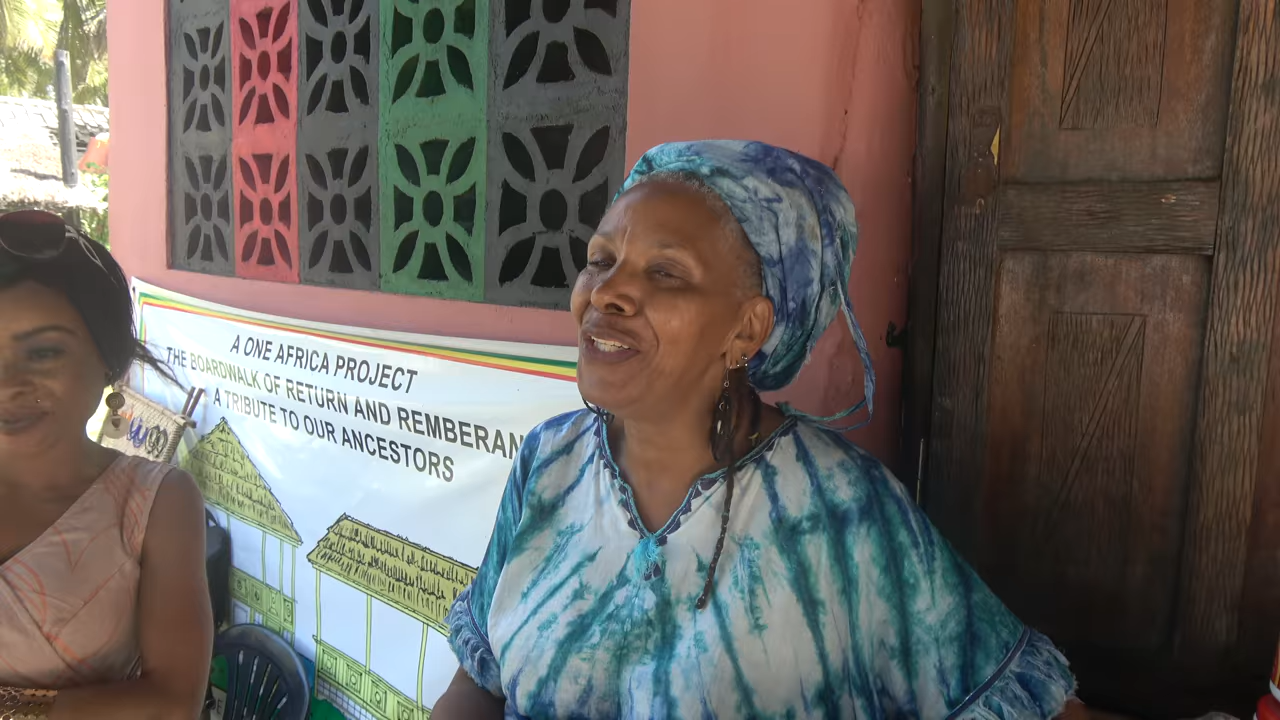 A ONE AFRICA PROJECT
THE BOARDWALK OF RETURN AND REMBERAN
A TRIBUTE TO OUR ANCESTORS